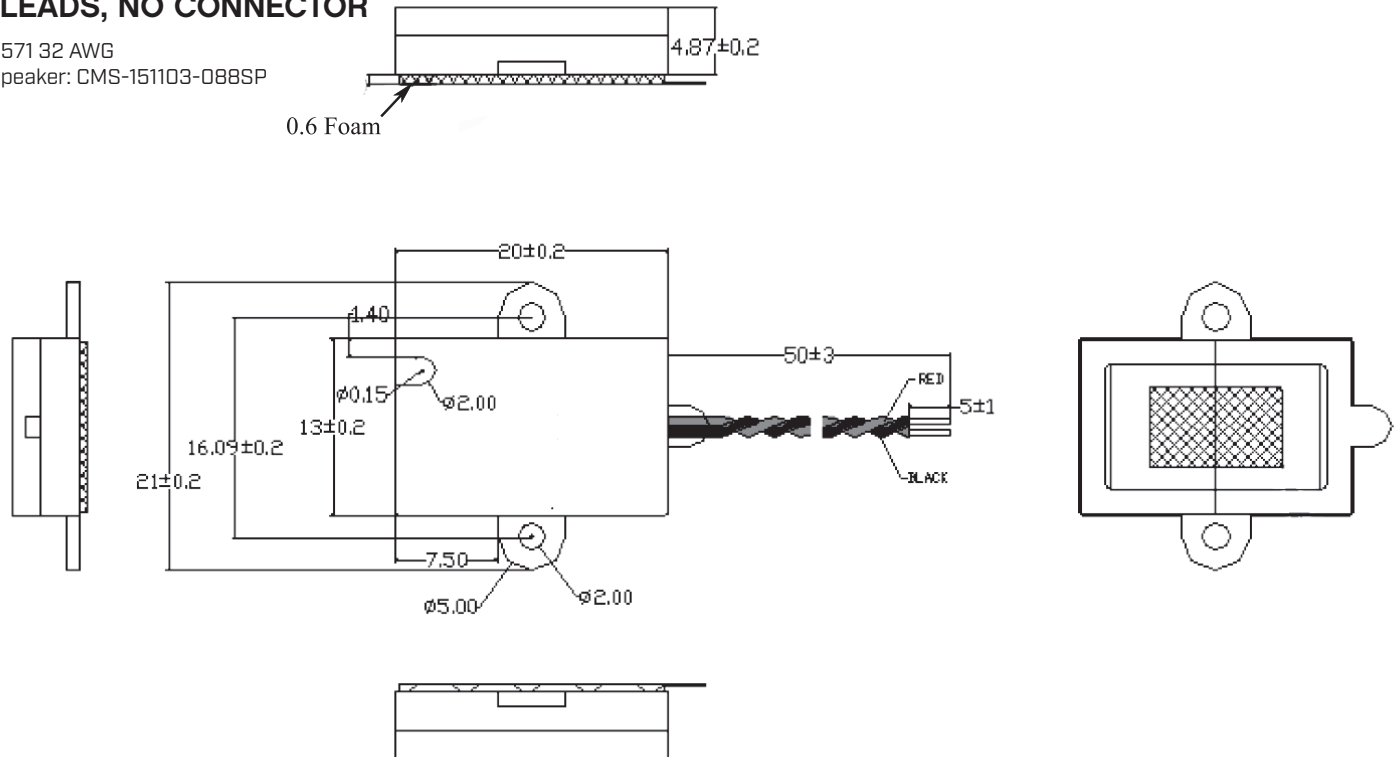 LEADS, NO CONNECTOR
571 32 AWG
peaker: CMS-151103-088SP
4.87±0.2
0.6 Foam
20±0.2
1.40
50±3
RED
ø0.15
ø2.00
5±1
13±0.2
16.09±0.2
21±0.2
BLACK
7.50
ø5.00
ø2.00